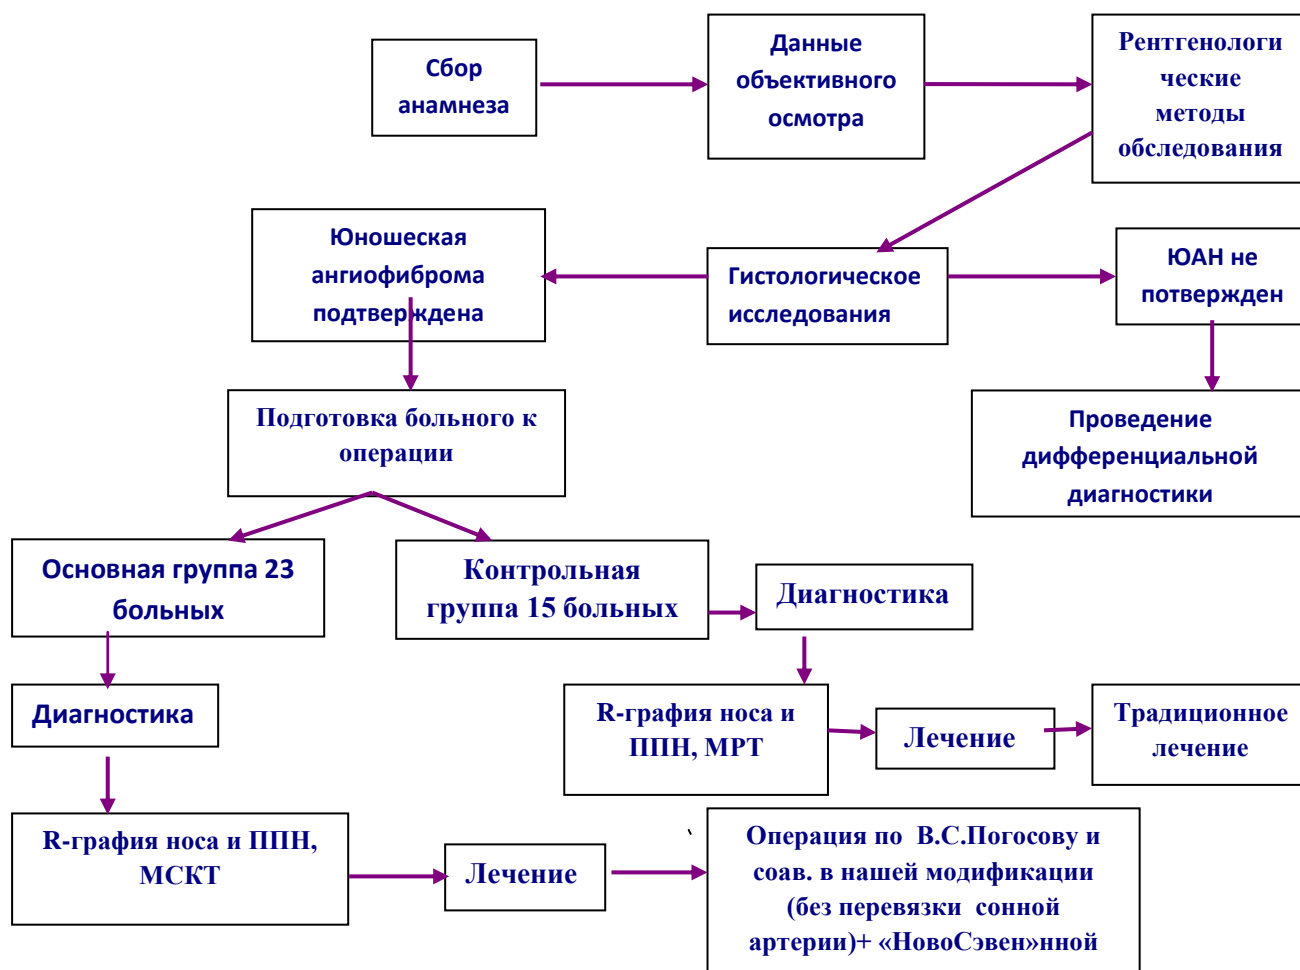 Сбор
анамнеза
Данные
объективного
осмотра
Рентгенологи
ческие
методы
обследования
Юношеская
ангиофиброма
подтверждена
Гистологическое
исследования
ЮАН не
потвержден
Подготовка больного к
операции
Проведение
дифференциальной
диагностики
Основная группа 23
больных
Контрольная
группа 15 больных
Диагностика
Диагностика
R-графия носа и
ППН, МРТ
Лечение
Традиционное
лечение
R-графия носа и ППН,
МСКТ
Лечение
Операция по В.С.Погосову и
соав. в нашей модификации
(без перевязки сонной
артерии)+ «НовоСэвен»нной